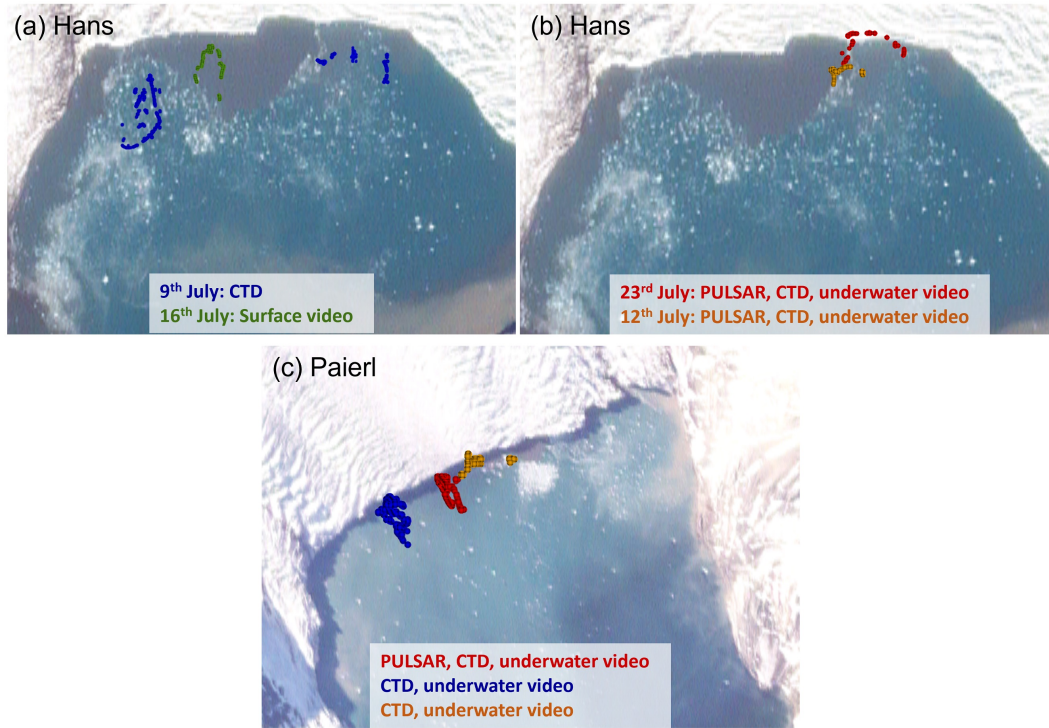 (a) Hans
9th July: CTD
16th July: Surface video
(b) Hans
23rd July: PULSAR, CTD, underwater video
12th July: PULSAR, CTD, underwater video
(c) Paierl
PULSAR, CTD, underwater video
CTD, underwater video
CTD, underwater video